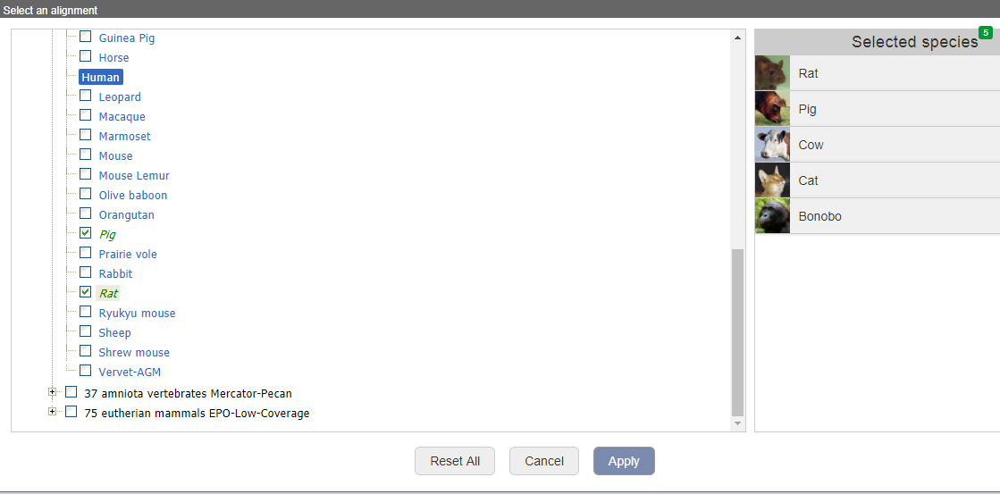 Select an alignment
Guinea Pig
Horse
Human
Leopard
Macaque
Marmoset
Mouse
Mouse Lemur
Olive baboon
Orangutan
Pig
Prairie vole
Rabbit
Rat
Ryukyu mouse
Sheep
Shrew mouse
Vervet-AGM
37 amniota vertebrates Mercator-Pecan
75 eutherian mammals EPO-Low-Coverage
Selected species 5
Rat
Pig
Cow
Cat
Bonobo
Reset All Cancel Apply